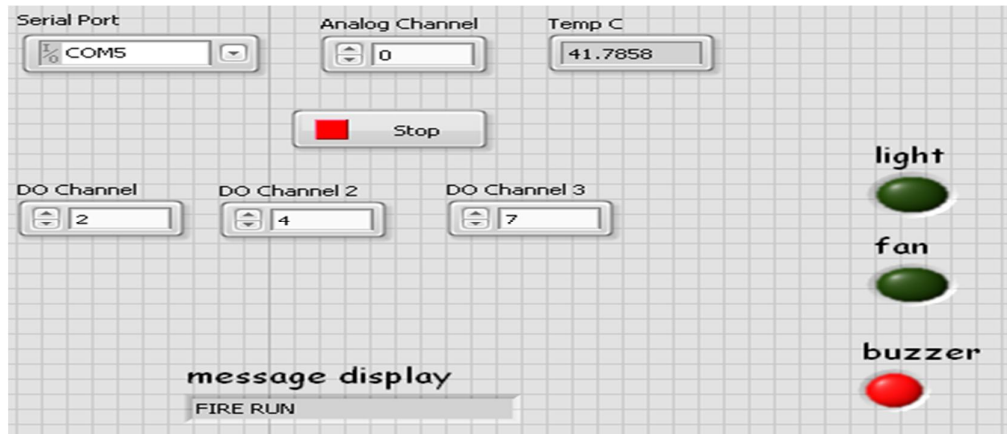 Serial Port
Analog Channel
Temp C
I/O COM5
0
41.7858
Stop
light
DO Channel
DO Channel 2
DO Channel 3
2
4
7
fan
buzzer
message display
FIRE RUN